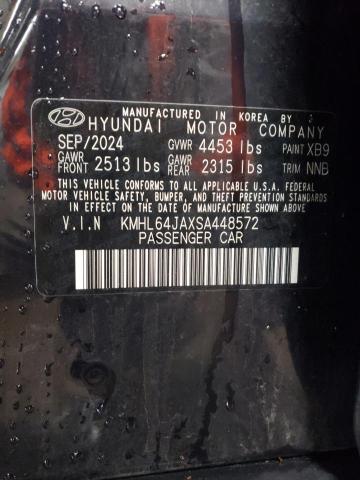 MANUFACTURED IN KOREA BY
HYUNDAI MOTOR COMPANY
SEP/2024 GVWR 4453 lbs PAINT XB9
GAWR FRONT 2513 lbs GAWR REAR 2315 lbs TRIM NNB
THIS VEHICLE CONFORMS TO ALL APPLICABLE U.S.A. FEDERAL
MOTOR VEHICLE SAFETY, BUMPER, AND THEFT PREVENTION
STANDARDS IN EFFECT ON THE DATE OF MANUFACTURE SHOWN ABOVE.
V.I.N KMHL64JAXSA448572
PASSENGER CAR